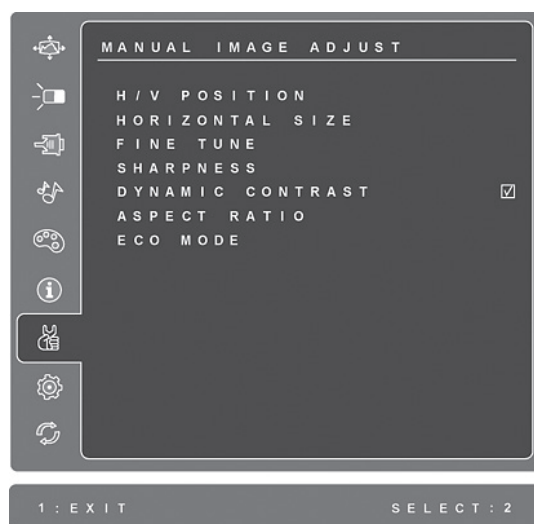 MANUAL IMAGE ADJUST
H/V POSITION
HORIZONTAL SIZE
FINE TUNE
SHARPNESS
DYNAMIC CONTRAST
ASPECT RATIO
ECO MODE
1:EXIT SELECT:2